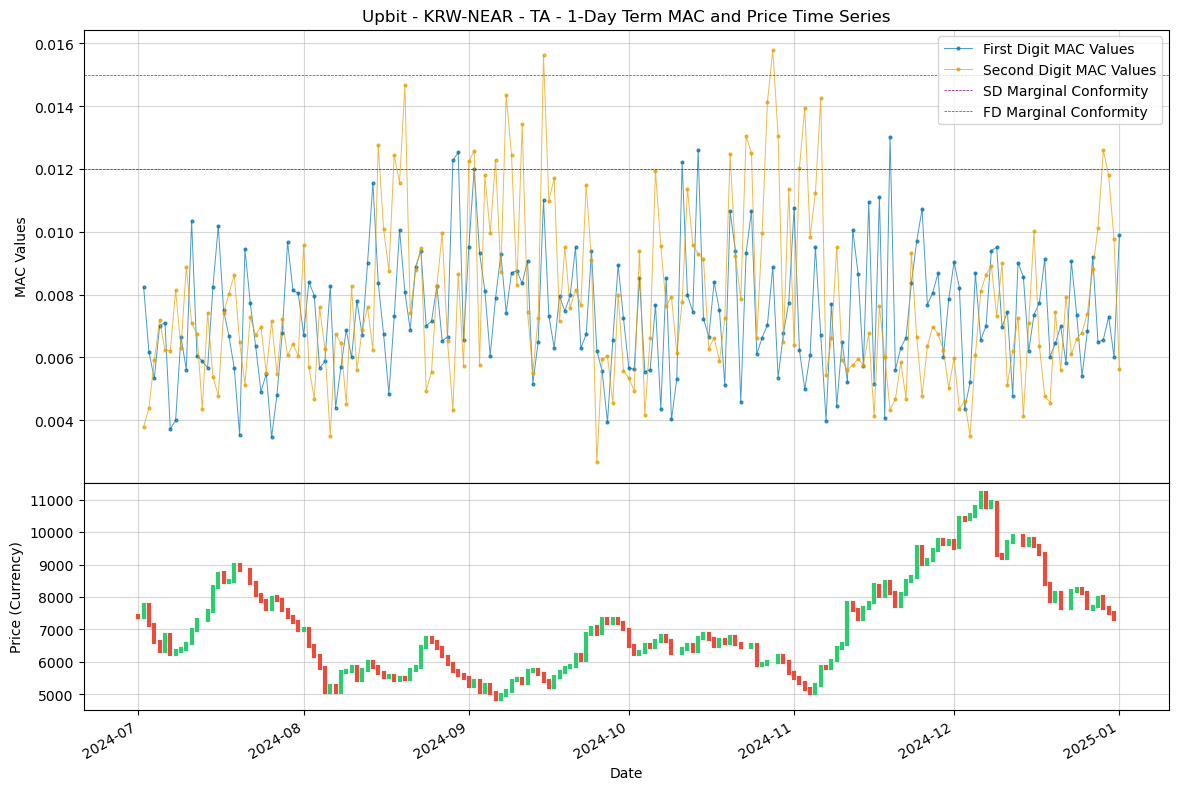 Upbit - KRW-NEAR - TA - 1-Day Term MAC and Price Time Series
First Digit MAC Values
Second Digit MAC Values
SD Marginal Conformity
FD Marginal Conformity
MAC Values
0.016
0.014
0.012
0.010
0.008
0.006
0.004
Price (Currency)
11000
10000
9000
8000
7000
6000
5000
2024-07
2024-08
2024-09
2024-10
2024-11
2024-12
2025-01
Date